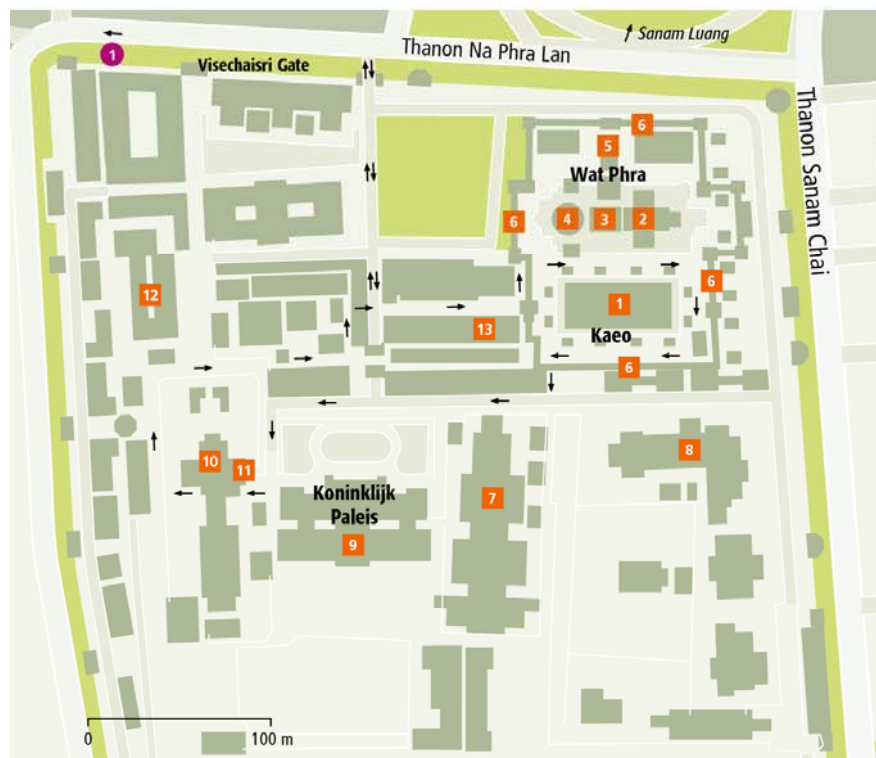 Sanam Luang
1
Thanon Na Phra Lan
Visechaisri Gate
Thanon Sanam Chai
6
5
Wat Phra
6
4
3
2
6
12
1
13
Kaeo
6
8
10
11
Koninklijk
Paleis
7
9
0
100 m